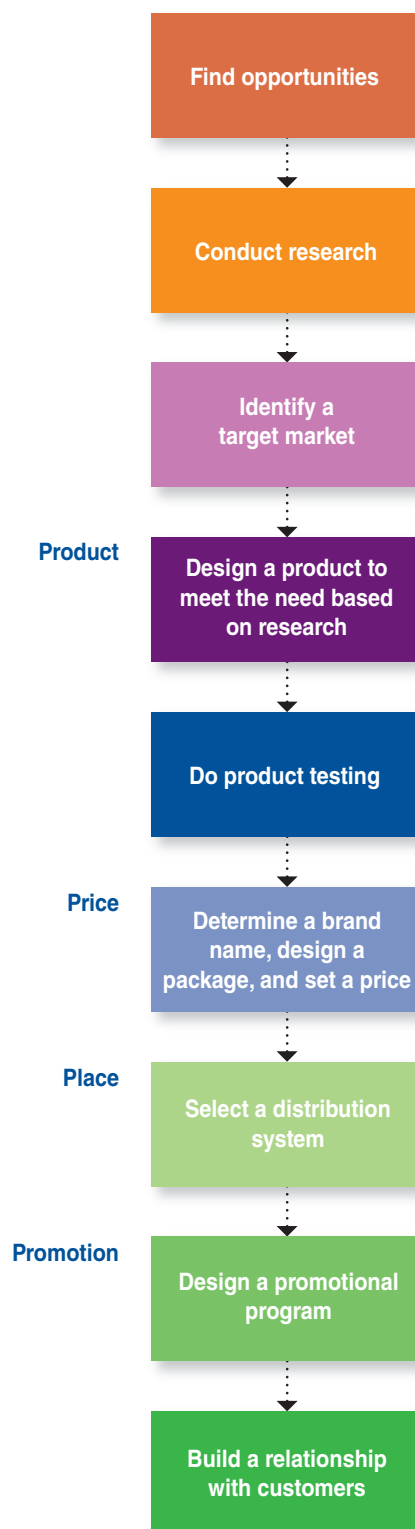 Find opportunities
Conduct research
Identify a
target market
Product
Design a product to
meet the need based
on research
Do product testing
Price
Determine a brand
name, design a
package, and set a price
Place
Select a distribution
system
Promotion
Design a promotional
program
Build a relationship
with customers